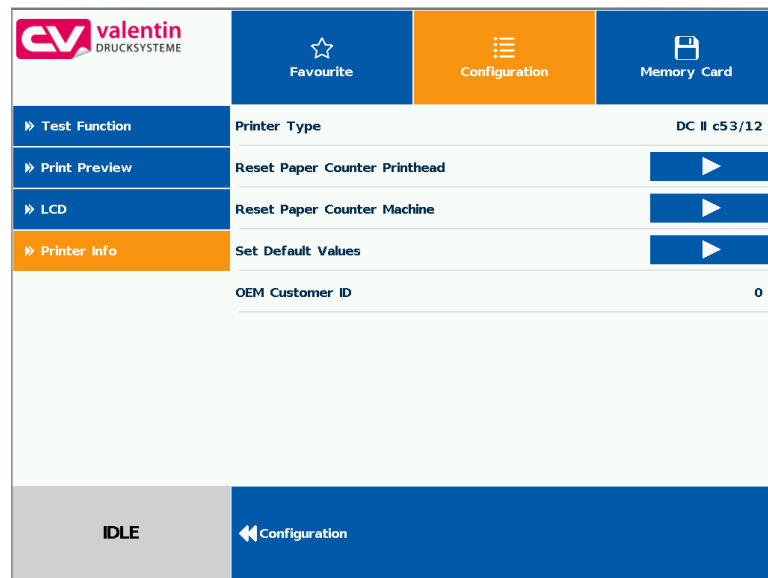 CV valentin
DRUCKSYSTEME
Favourite
Configuration
Memory Card
Test Function
Print Preview
LCD
Printer Info
Printer Type DC II c53/12
Reset Paper Counter Printhead
Reset Paper Counter Machine
Set Default Values
OEM Customer ID 0
IDLE
Configuration